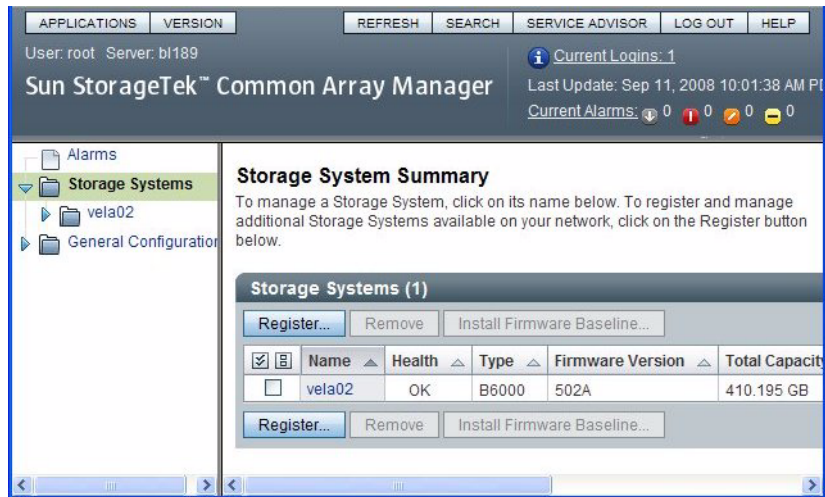 APPLICATIONS VERSION REFRESH SEARCH SERVICE ADVISOR LOG OUT HELP
User: root Server: bl189
Current Logins: 1
Sun StorageTek™ Common Array Manager
Last Update: Sep 11, 2008 10:01:38 AM PD
Current Alarms: 0 0 0 0
Alarms
Storage Systems
vela02
General Configuration
Storage System Summary
To manage a Storage System, click on its name below. To register and manage
additional Storage Systems available on your network, click on the Register button
below.
Storage Systems (1)
Register... Remove Install Firmware Baseline...
Name Health Type Firmware Version Total Capacity
vela02 OK B6000 502A 410.195 GB
Register... Remove Install Firmware Baseline...